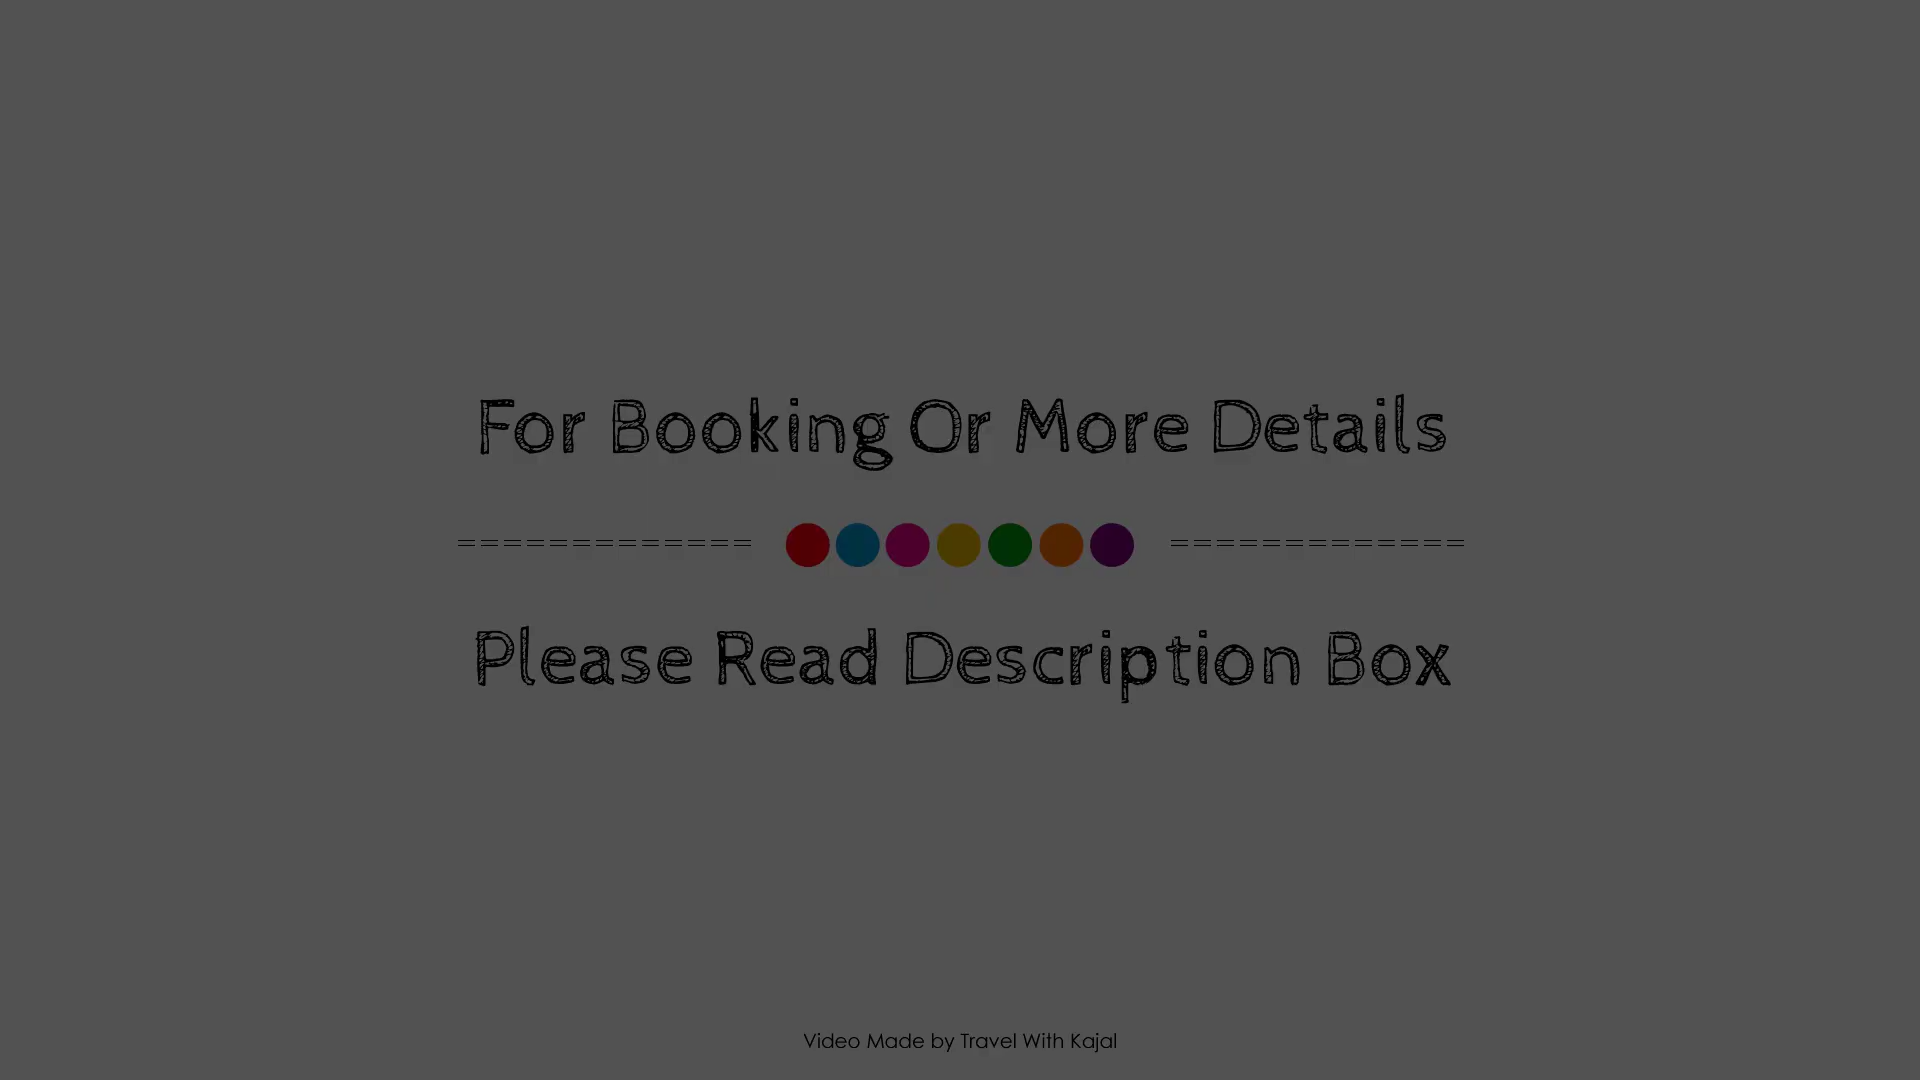 For Booking Or More Details
============= =============
Please Read Description Box
Video Made by Travel With Kajal